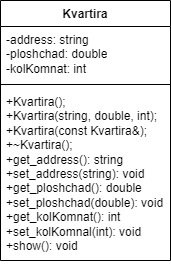 Kvartira
-address: string
-ploshchad: double
-kolKomnat: int
+Kvartira();
+Kvartira(string, double, int);
+Kvartira(const Kvartira&);
+~Kvartira();
+get_address(): string
+set_address(string): void
+get_ploshchad(): double
+set_ploshchad(double): void
+get_kolKomnat(): int
+set_kolKomnal(int): void
+show(): void